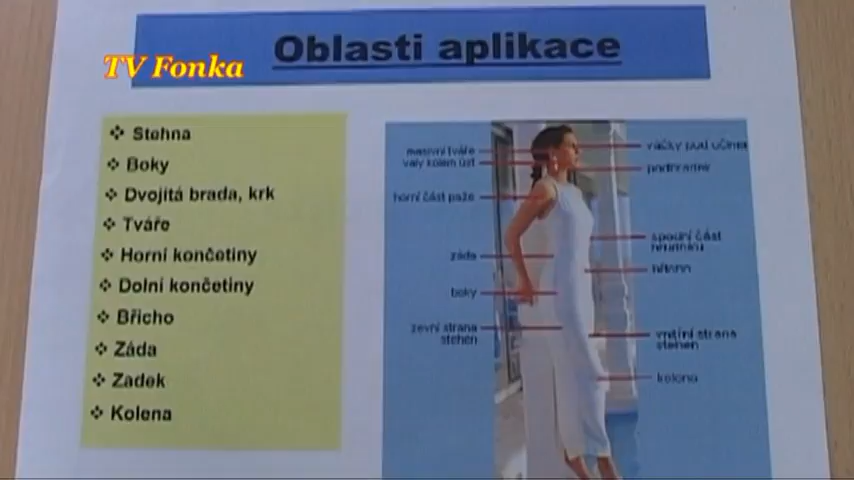 Oblasti aplikace
TV Fonka
Stehna
Boky
Dvojitá brada, krk
Tváře
Horní končetiny
Dolní končetiny
Břicho
Záda
Zadek
Kolena
masivní tváře
valy kolem úst
horní část paže
záda
boky
zevní strana
stehen
váčky pod očima
podbradek
spodní část
břicho
vnitřní strana
stehen
kolena